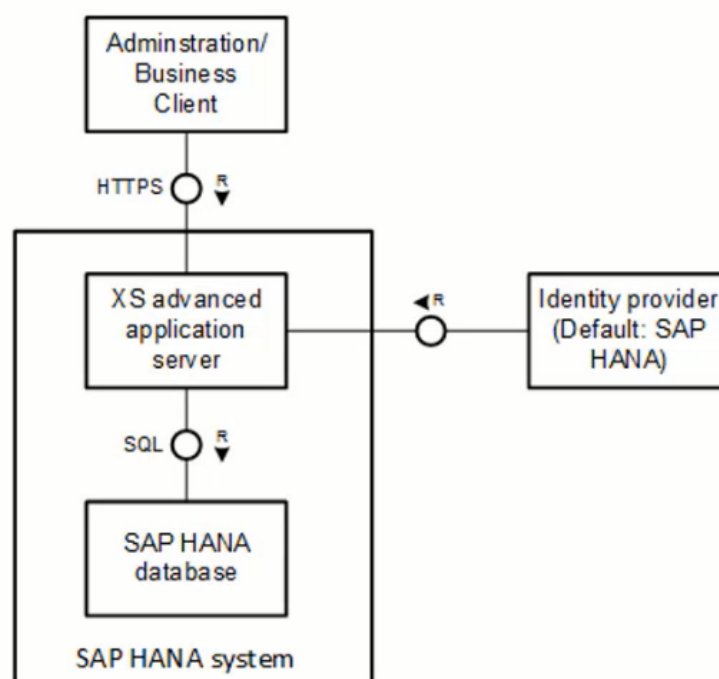 Adminstration/
Business
Client
HTTPS
R
XS advanced
application
server
R
Identity provider
(Default: SAP
HANA)
SQL
R
SAP HANA
database
SAP HANA system